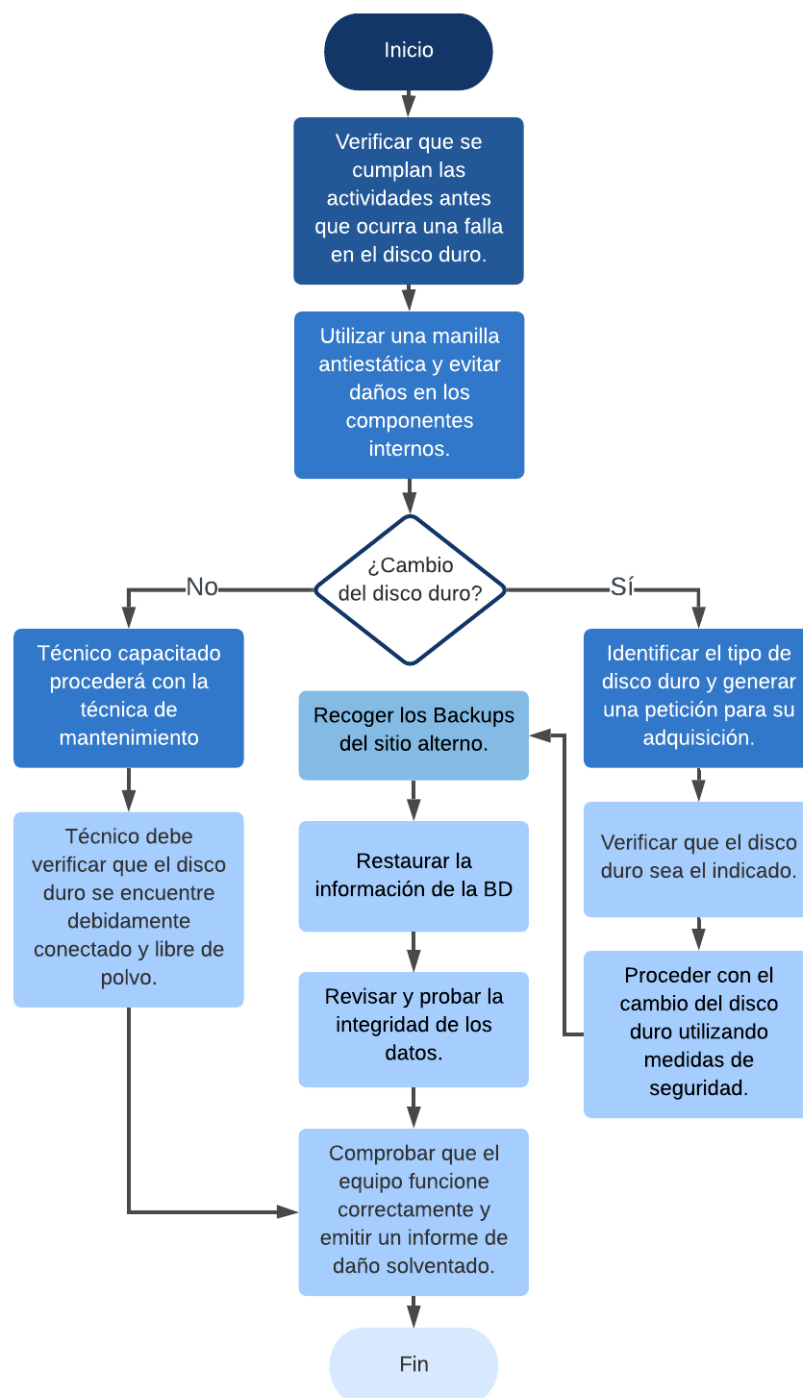 Inicio
Verificar que se
cumplan las
actividades antes
que ocurra una falla
en el disco duro.
Utilizar una manilla
antiestática y evitar
daños en los
componentes
internos.
¿Cambio
del disco duro?
No
Sí
Técnico capacitado
procederá con la
técnica de
mantenimiento
Técnico debe
verificar que el disco
duro se encuentre
debidamente
conectado y libre de
polvo.
Identificar el tipo de
disco duro y generar
una petición para su
adquisición.
Verificar que el disco
duro sea el indicado.
Proceder con el
cambio del disco
duro utilizando
medidas de
seguridad.
Recoger los Backups
del sitio alterno.
Restaurar la
información de la BD
Revisar y probar la
integridad de los
datos.
Comprobar que el
equipo funcione
correctamente y
emitir un informe de
daño solventado.
Fin